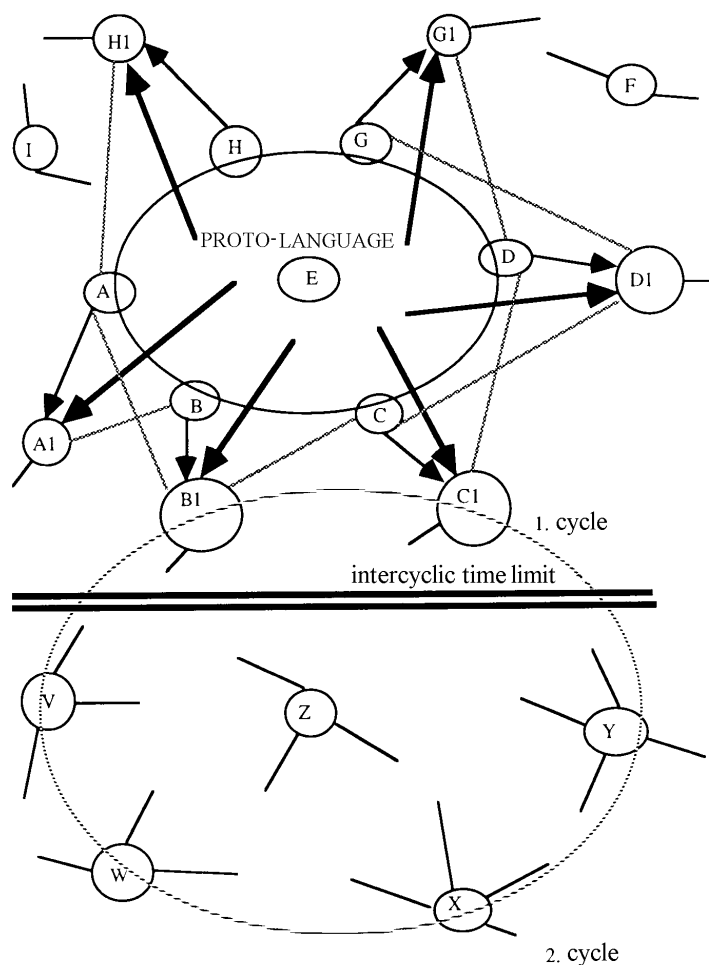 H1
G1
F
I
H
G
PROTO-LANGUAGE
D
E
D1
A
B
C
A1
B1
C1
1. cycle
intercyclic time limit
V
Z
Y
W
X
2. cycle